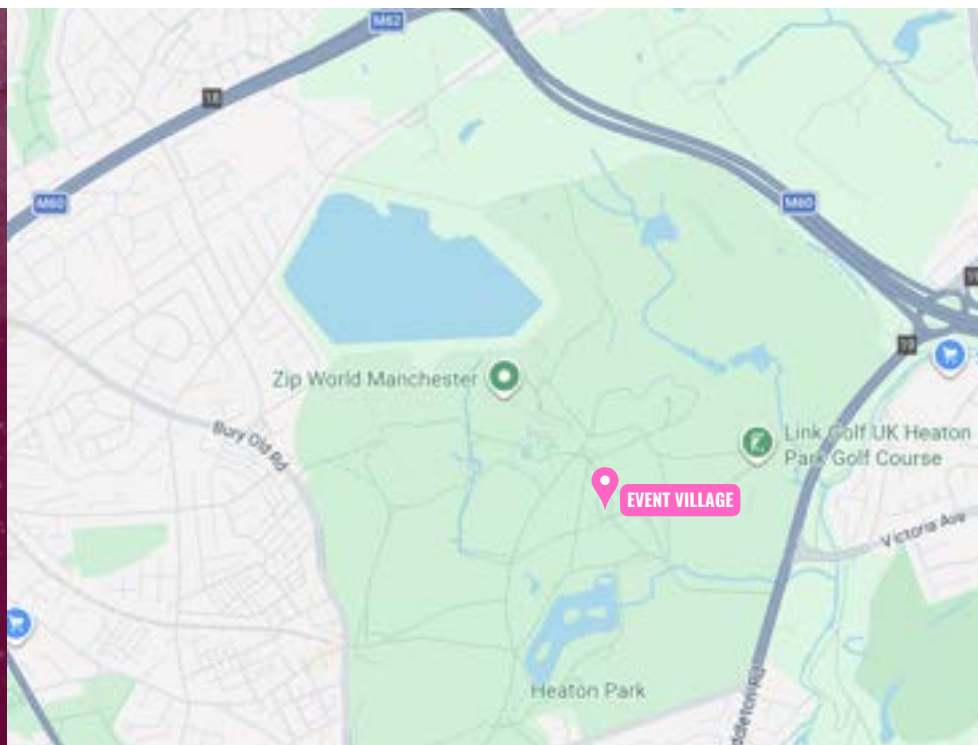 M62
18
M60
M60
19
Zip World Manchester
Bury Old Rd
Link Golf UK Heaton
Park Golf Course
EVENT VILLAGE
Victoria Ave
Heaton Park